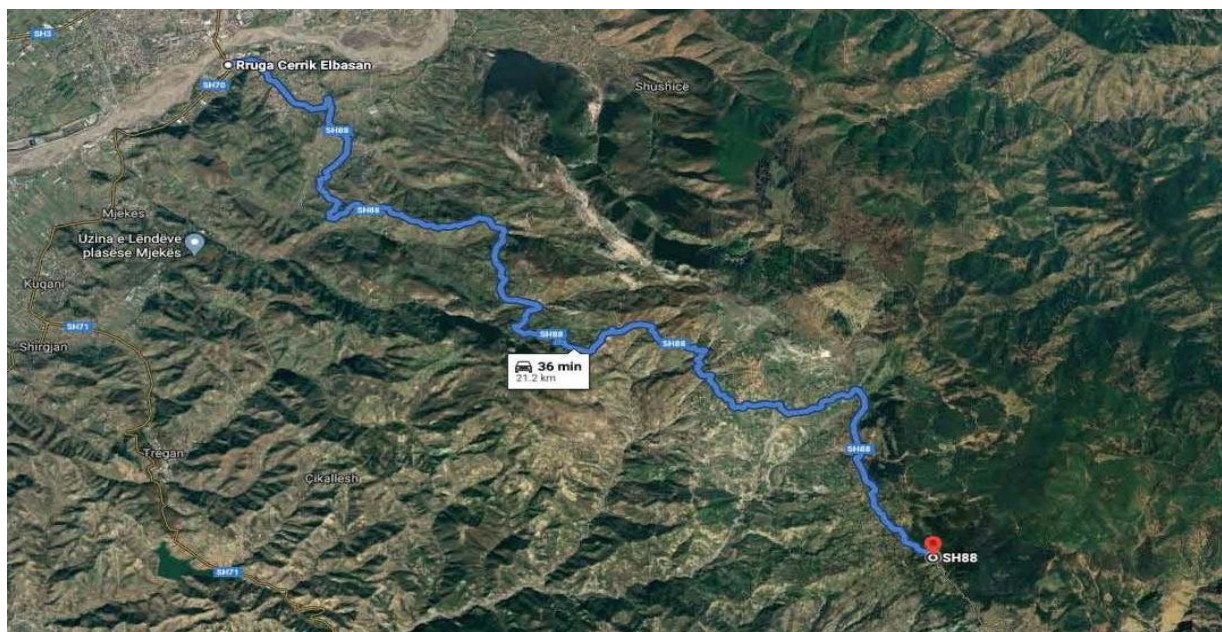 SH3
Rruga Cerrik Elbasan
SH70
Shushicë
SH88
Mjekës
SH88
Uzina e Lëndëve
plasëse Mjekës
Kuqani
SH71
SH88
SH88
Shirgjan
36 min
21.2 km
SH88
Tregan
Çikallesh
SH88
SH71